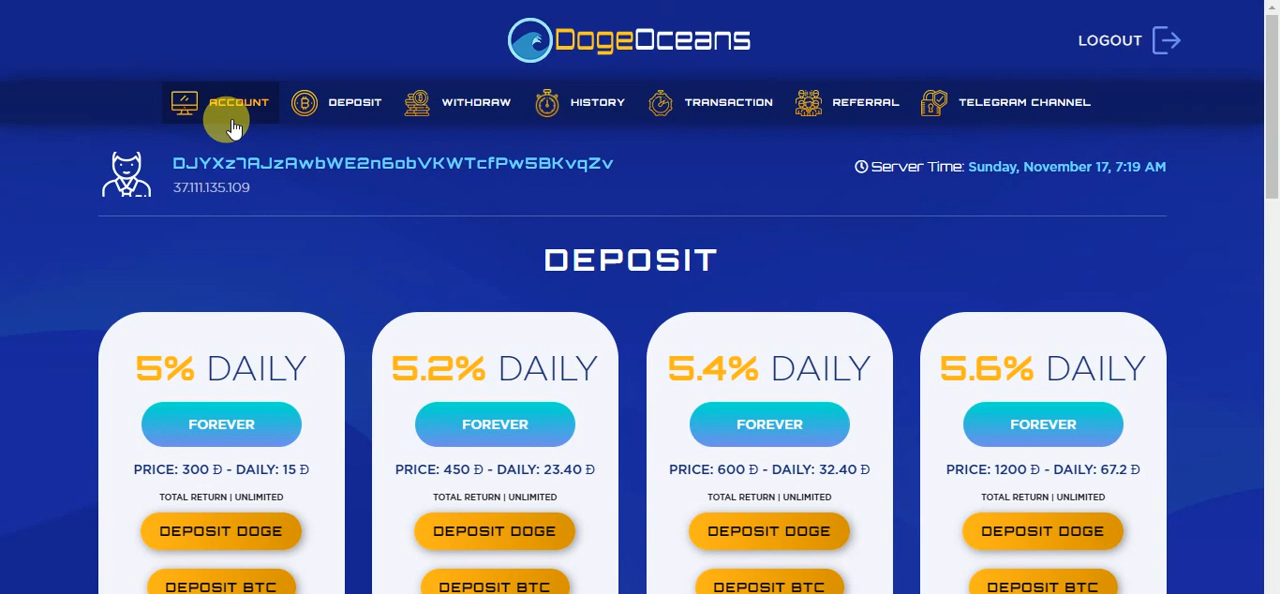 DogeOceans
LOGOUT
ACCOUNT DEPOSIT WITHDRAW HISTORY TRANSACTION REFERRAL TELEGRAM CHANNEL
DJYXz7AJzAwbWE2n6obVKWTcfPw5BKvqZv
Server Time: Sunday, November 17, 7:19 AM
37.111.135.109
DEPOSIT
5% DAILY
FOREVER
PRICE: 300 Ð - DAILY: 15 Ð
TOTAL RETURN | UNLIMITED
DEPOSIT DOGE
DEPOSIT BTC
5.2% DAILY
FOREVER
PRICE: 450 Ð - DAILY: 23.40 Ð
TOTAL RETURN | UNLIMITED
DEPOSIT DOGE
DEPOSIT BTC
5.4% DAILY
FOREVER
PRICE: 600 Ð - DAILY: 32.40 Ð
TOTAL RETURN | UNLIMITED
DEPOSIT DOGE
DEPOSIT BTC
5.6% DAILY
FOREVER
PRICE: 1200 Ð - DAILY: 67.2 Ð
TOTAL RETURN | UNLIMITED
DEPOSIT DOGE
DEPOSIT BTC